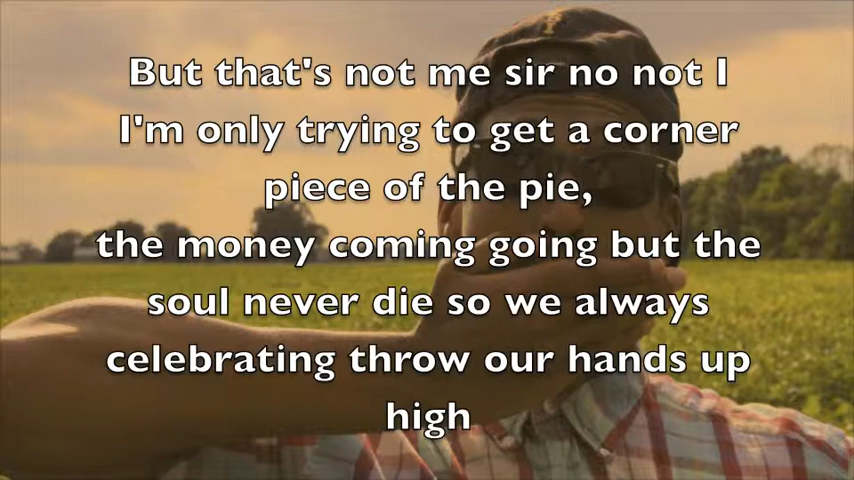 But that's not me sir no not I
I'm only trying to get a corner
piece of the pie,
the money coming going but the
soul never die so we always
celebrating throw our hands up
high